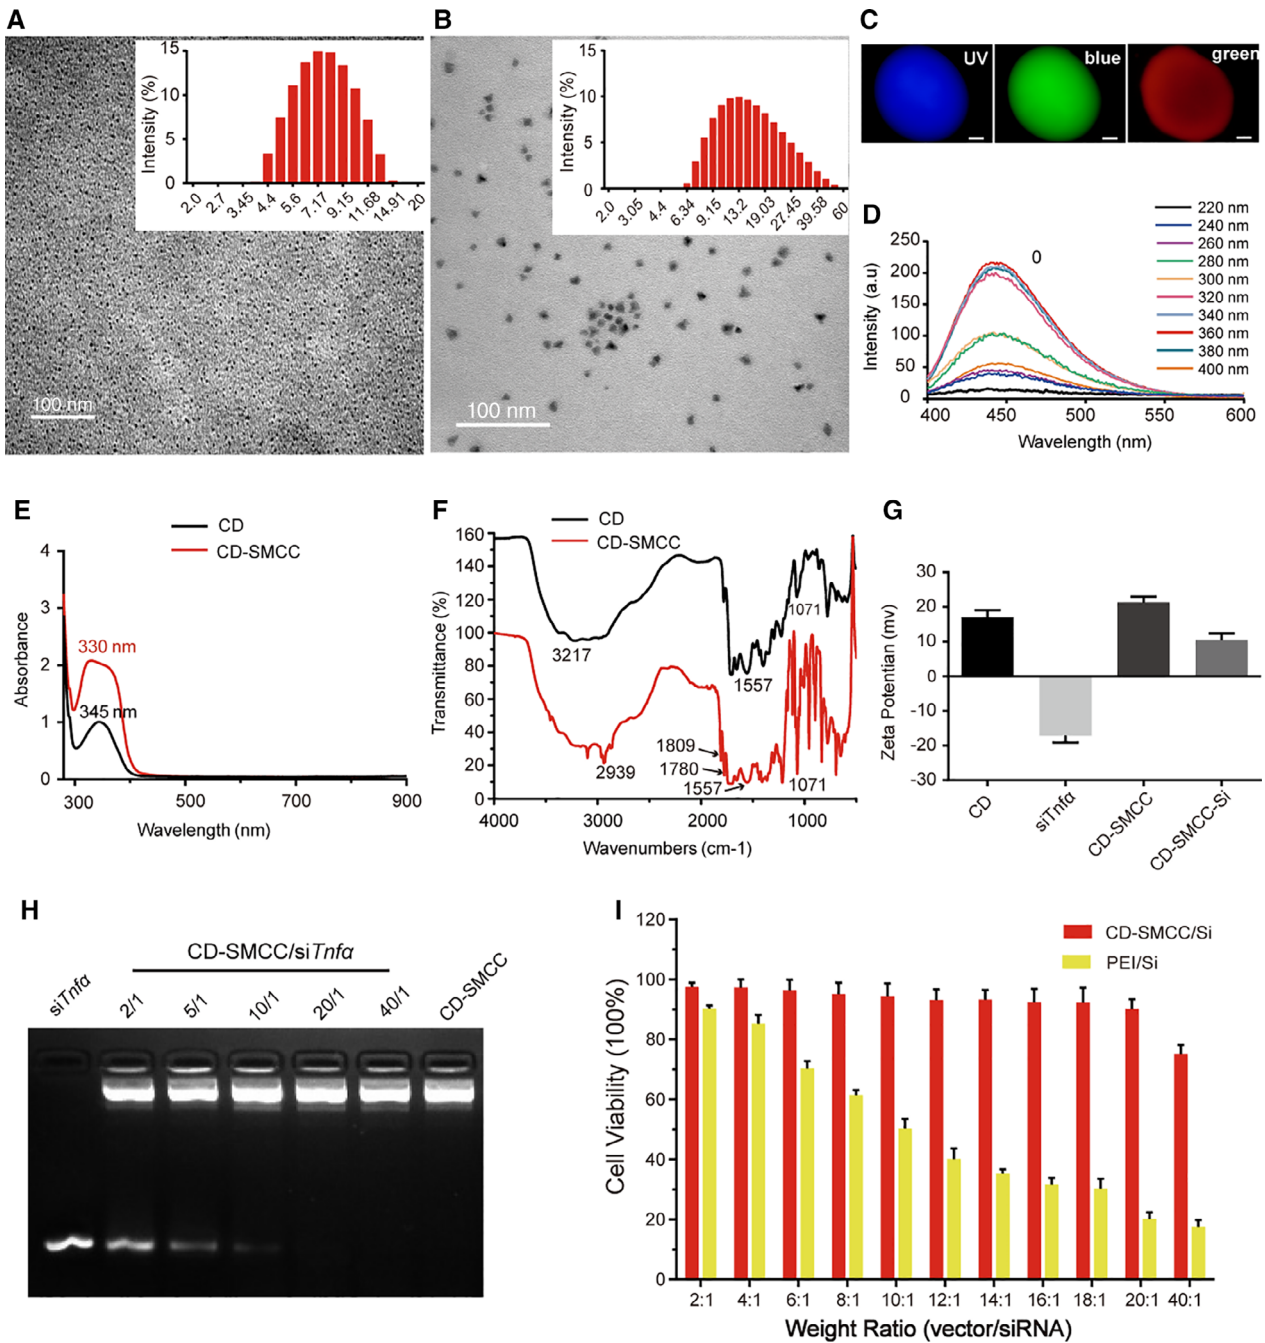 A
15
10
5
0
Intensity (%)
2.0
2.7
3.45
4.4
5.6
7.17
9.15
11.68
14.91
20
100 nm
B
15
10
5
0
Intensity (%)
2.0
3.05
4.4
6.34
9.15
13.2
19.03
27.45
39.58
60
100 nm
C
UV
blue
green
D
220 nm
240 nm
260 nm
280 nm
300 nm
320 nm
340 nm
360 nm
380 nm
400 nm
0
250
200
150
100
50
0
Intensity (a.u)
400
450
500
550
600
Wavelength (nm)
E
CD
CD-SMCC
4
3
2
1
0
Absorbance
330 nm
345 nm
300
500
700
900
Wavelength (nm)
F
CD
CD-SMCC
160
140
120
100
80
60
40
20
0
Transmittance (%)
3217
1557
1071
2939
1809
1780
1557
1071
4000
3000
2000
1000
Wavenumbers (cm-1)
G
30
20
10
0
-10
-20
-30
Zeta Potentian (mv)
CD
siTnfα
CD-SMCC
CD-SMCC-Si
H
CD-SMCC/siTnfα
siTnfα
2/1
5/1
10/1
20/1
40/1
CD-SMCC
I
CD-SMCC/Si
PEI/Si
120
100
80
60
40
20
0
Cell Viability (100%)
2:1
4:1
6:1
8:1
10:1
12:1
14:1
16:1
18:1
20:1
40:1
Weight Ratio (vector/siRNA)